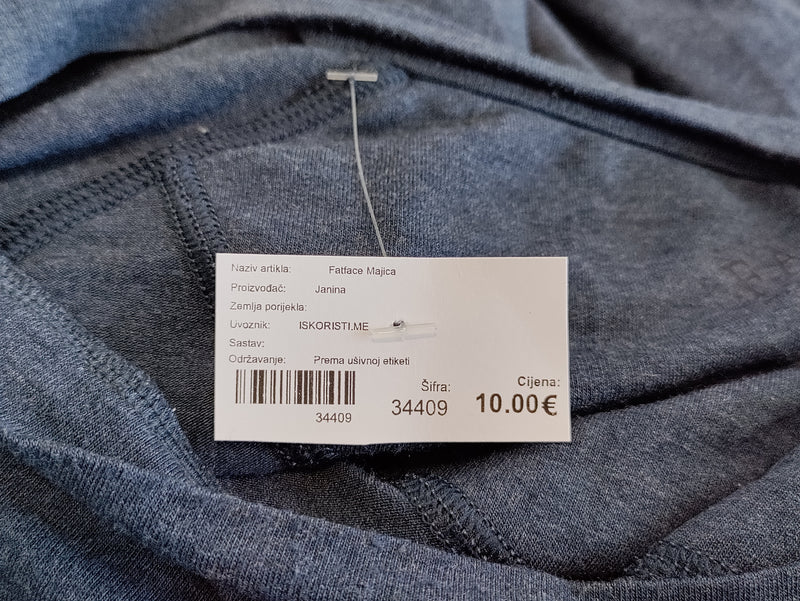 Naziv artikla: Fatface Majica
Proizvođač: Janina
Zemlja porijekla:
Uvoznik: ISKORISTI.ME
Sastav:
Održavanje: Prema ušivnoj etiketi
34409
Šifra:
34409
Cijena:
10.00€